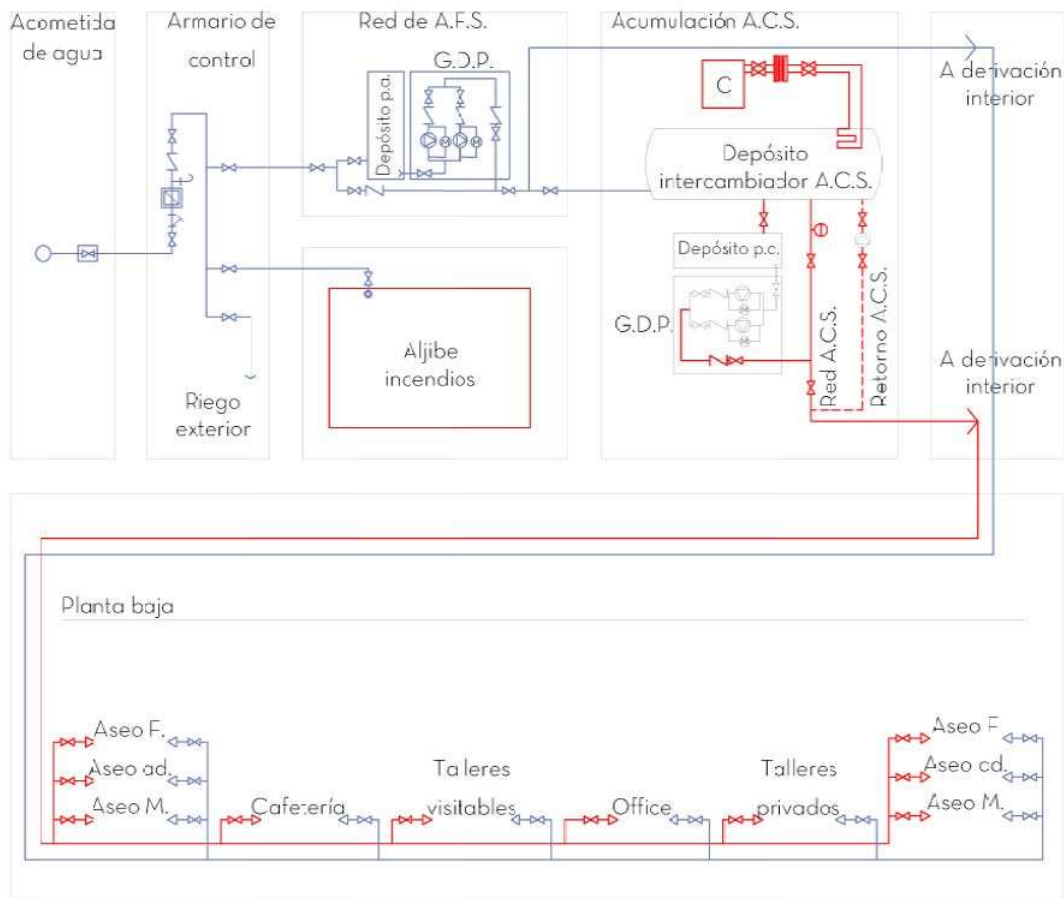 Acometida
de agua
Armario de
control
Red de A.F.S.
Acumulación A.C.S.
G.D.P.
Depósito p.a.
M
M
C
A derivación
interior
Depósito
intercambiador A.C.S.
Depósito p.c.
G.D.P.
M
M
Red A.C.S.
Retorno A.C.S.
Aljibe
incendios
Riego
exterior
A derivación
interior
Planta baja
Aseo F.
Aseo ad.
Aseo M.
Cafetería
Talleres
visitables
Office
Talleres
privados
Aseo F
Aseo cd.
Aseo M.